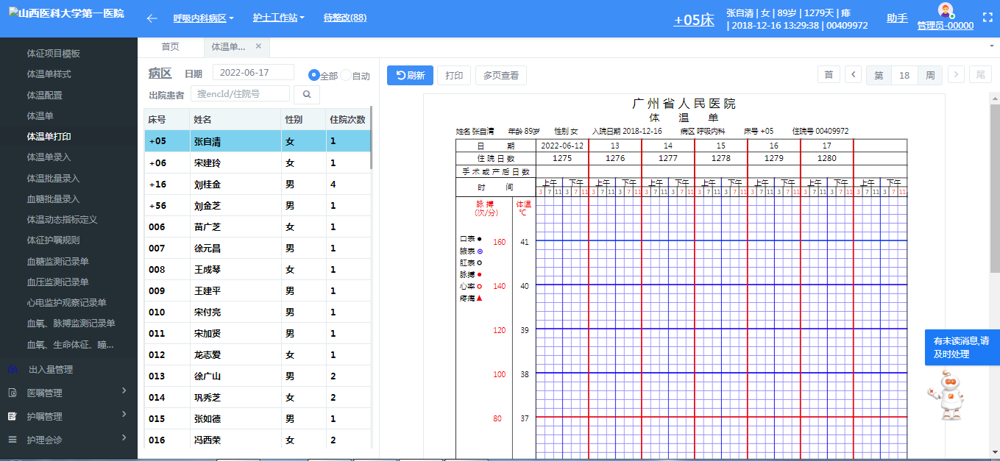 山西医科大学第一医院
呼吸内科病区 护士工作站 待整改(88)
+05床 张自清 | 女 | 89岁 | 1279天 | 痱
| 2018-12-16 13:29:38 | 00409972
助手 管理员-00000
首页 体温单... ×
体征项目模板
体温单样式
体温配置
体温单
体温单打印
体温单录入
体温批量录入
血糖批量录入
体温动态指标定义
体征护嘱规则
血糖监测记录单
血压监测记录单
心电监护观察记录单
血氧、脉搏监测记录单
血氧、生命体征、瞳...
出入量管理
医嘱管理
护嘱管理
护理会诊
病区 日期 2022-06-17 全部 自动
出院患者 搜encId/住院号
床号 姓名 性别 住院次数
+05 张自清 女 1
+06 宋建玲 女 1
+16 刘桂金 男 4
+56 刘金芝 男 1
006 苗广芝 女 1
007 徐元昌 男 1
008 王成琴 女 1
009 王建平 男 1
010 宋付亮 男 1
011 宋加贤 男 1
012 龙志爱 女 1
013 徐广山 男 2
014 巩秀芝 女 2
015 张如德 男 1
016 冯西荣 女 2
刷新 打印 多页查看 首 < 第 18 周 > 尾
广州省人民医院
体 温 单
姓名 张自清 年龄 89岁 性别 女 入院日期 2018-12-16 病区 呼吸内科 床号 +05 住院号 00409972
日 期 2022-06-12 13 14 15 16 17
住院日数 1275 1276 1277 1278 1279 1280
手术或产后日数
时 间 上午 下午 上午 下午 上午 下午 上午 下午 上午 下午 上午 下午 上午 下午
3 7 11 3 7 11 3 7 11 3 7 11 3 7 11 3 7 11 3 7 11 3 7 11 3 7 11 3 7 11 3 7 11 3 7 11 3 7 11 3 7 11
脉搏 体温
(次/分) ℃
口表
160 41
腋表
肛表
脉搏
心率
140 40
疼痛
120 39
100 38
80 37
有未读消息,请
及时处理